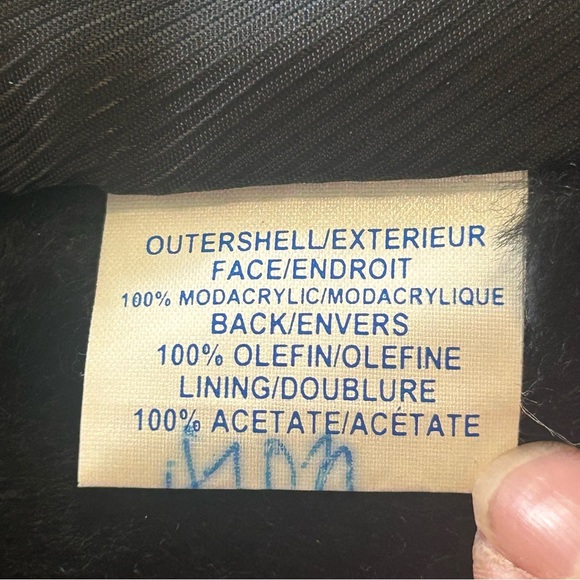 OUTERSHELL/EXTERIEUR
FACE/ENDROIT
100% MODACRYLIC/MODACRYLIQUE
BACK/ENVERS
100% OLEFIN/OLEFINE
LINING/DOUBLURE
100% ACETATE/ACÉTATE